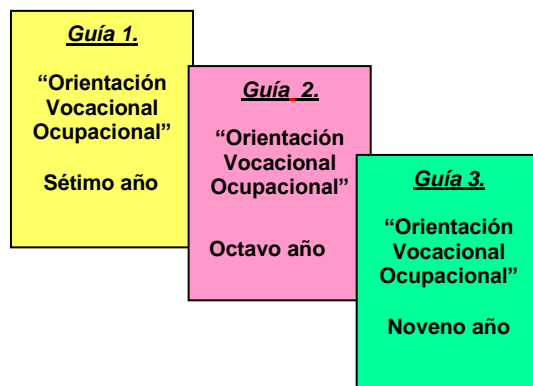 Guía 1.
“Orientación
Vocacional
Ocupacional”
Sétimo año
Guía 2.
“Orientación
Vocacional
Ocupacional”
Octavo año
Guía 3.
“Orientación
Vocacional
Ocupacional”
Noveno año